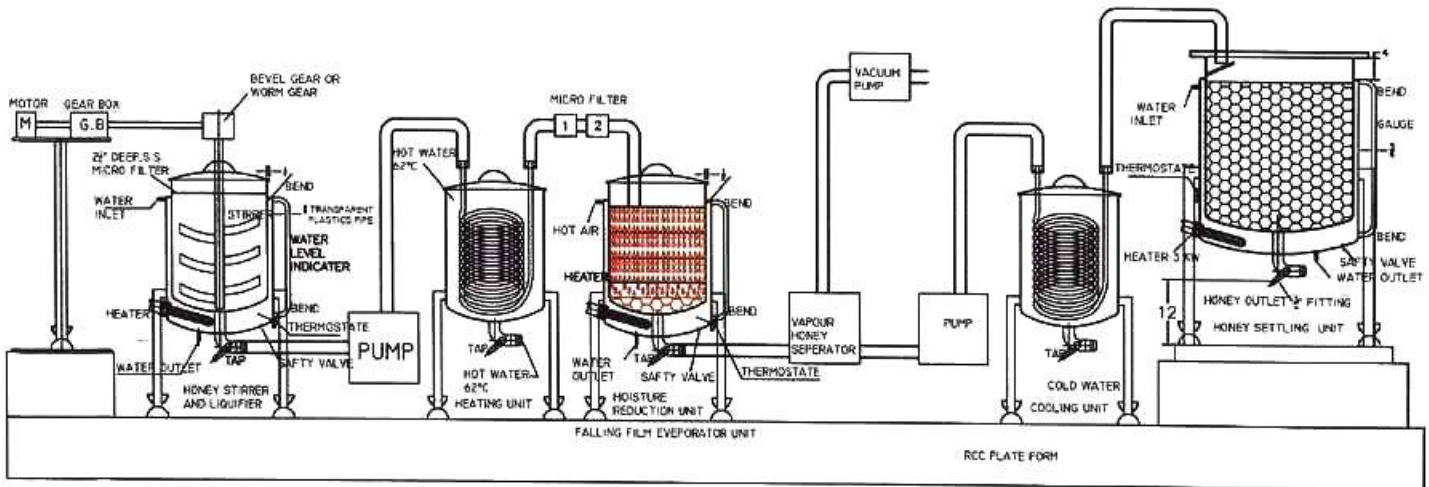 BEVEL GEAR OR
WORM GEAR
MOTOR
GEAR BOX
M
G.B
2½" DEEP,S.S.
MICRO FILTER
WATER
INLET
BEND
STIRRE
TRANSPARENT
PLASTICS PIPE
WATER
LEVEL
INDICATER
HEATER
BEND
THERMOSTATE
TAP
SAFTY VALVE
WATER OUTLET
HONEY STIRRER
AND LIQUIFIER
PUMP
HOT WATER
62°C
HOT WATER
62°C
HEATING UNIT
MICRO FILTER
1
2
BEND
HOT AIR
HEATER
BEND
TAP
WATER
OUTLET
SAFTY VALVE
THERMOSTATE
MOISTURE
REDUCTION UNIT
FALLING FILM EVEPORATOR UNIT
VACUUM
PUMP
VAPOUR
HONEY
SEPERATOR
PUMP
TAP
COLD WATER
COOLING UNIT
4
WATER
INLET
BEND
GAUGE
THERMOSTATE
HEATER 3 KW
BEND
SAFTY VALVE
WATER OUTLET
12
HONEY OUTLET FITTING
HONEY SETTLING UNIT
RCC PLATE FORM